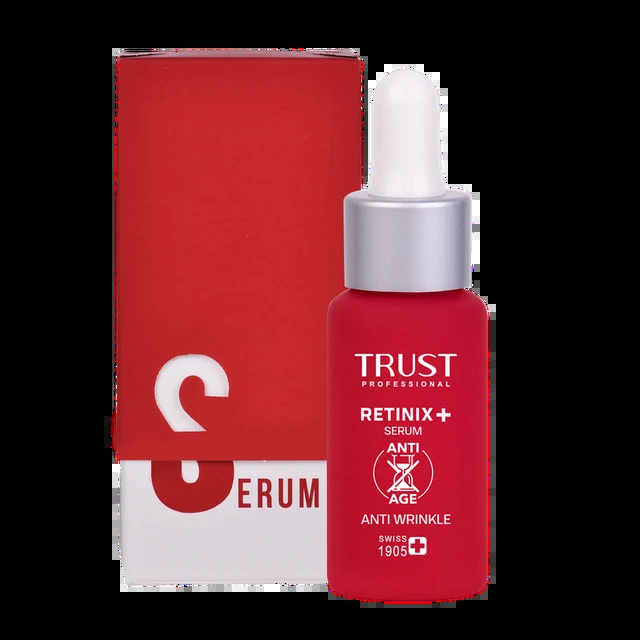 SERUM
TRUST
PROFESSIONAL
RETINIX+
SERUM
ANTI
AGE
ANTI WRINKLE
SWISS
1905